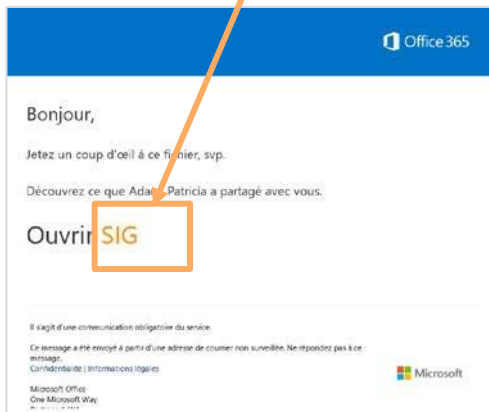 Office 365
Bonjour,
Jetez un coup d'œil à ce fichier, svp.
Découvrez ce que Patricia a partagé avec vous.
Ouvrir SIG
Il s'agit d'une communication obligatoire du service.
Ce message a été envoyé à partir d'une adresse de courrier non surveillée. Ne répondez pas à ce
message.
Confidentialité | Informations légales
Microsoft
Microsoft Office
One Microsoft Way